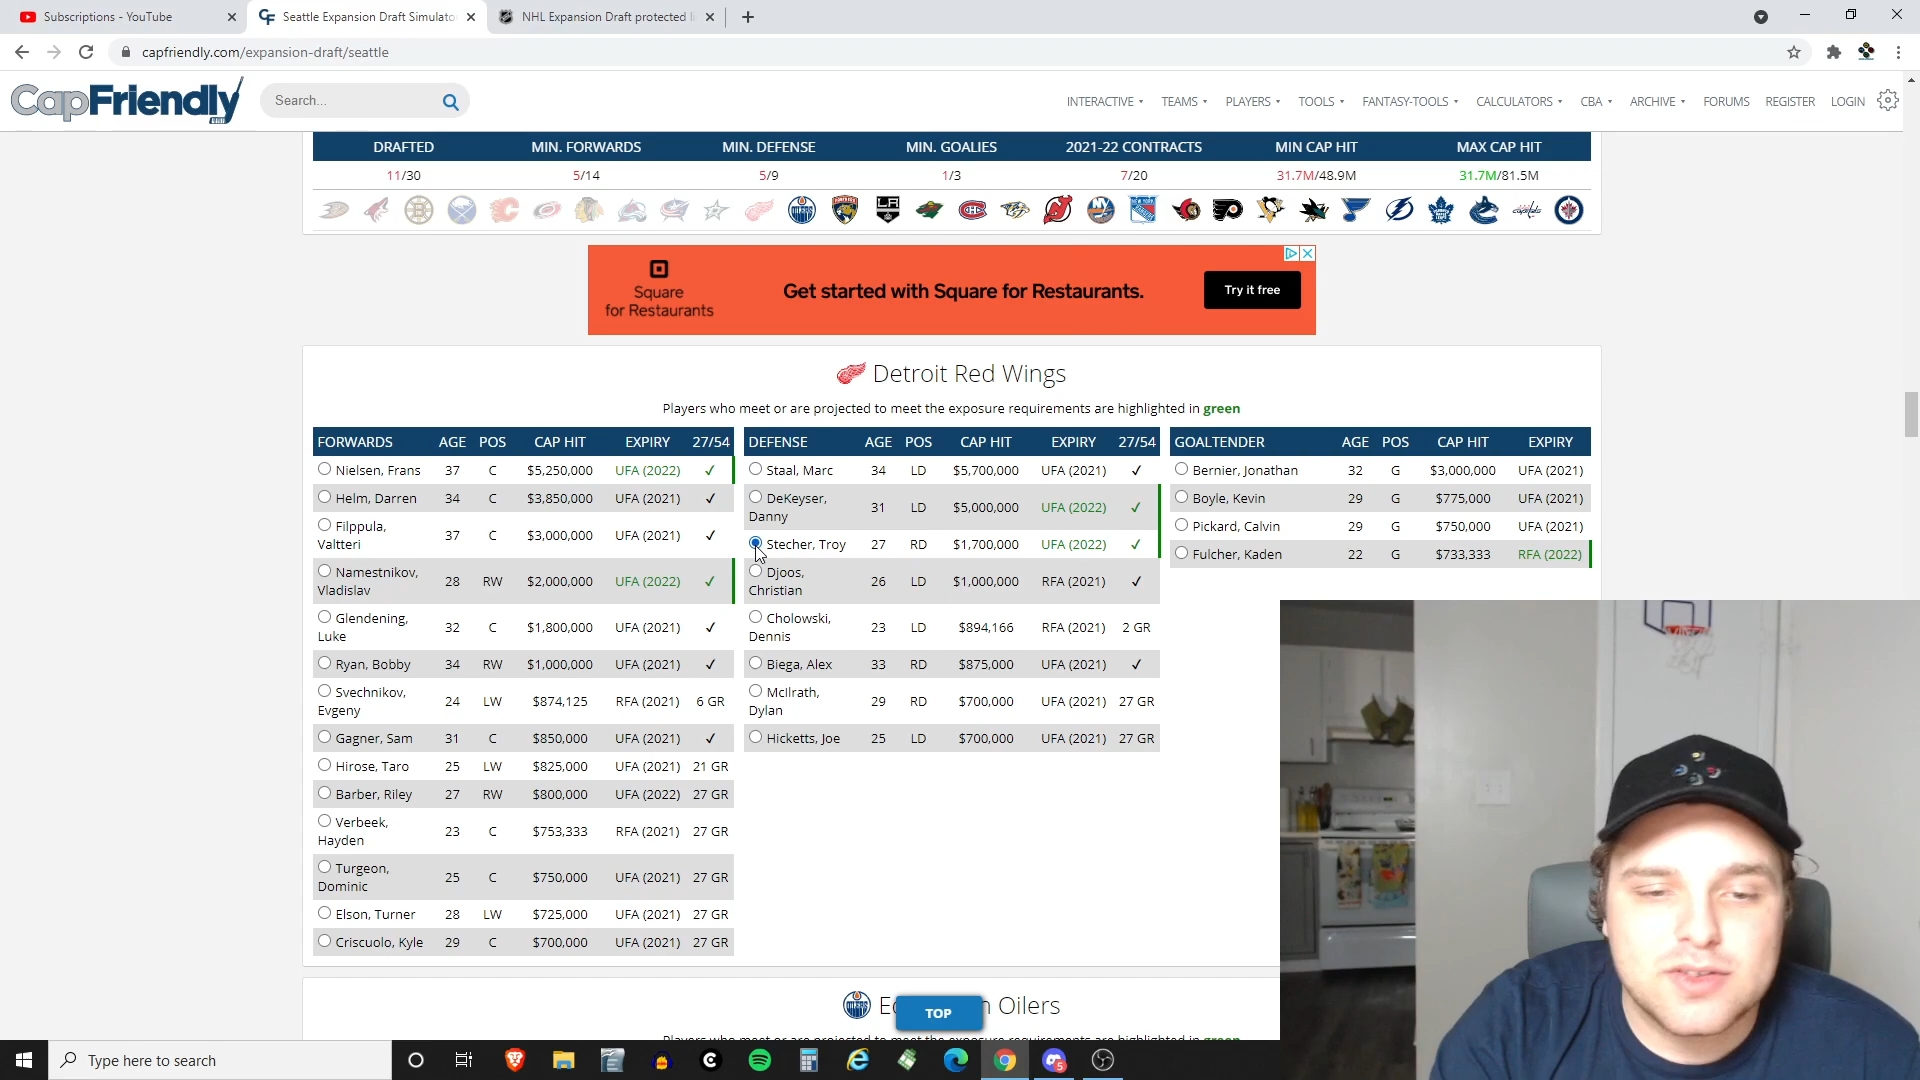 Subscriptions - YouTube
Seattle Expansion Draft Simulator
NHL Expansion Draft protected li
capfriendly.com/expansion-draft/seattle
CapFriendly
Search...
INTERACTIVE TEAMS PLAYERS TOOLS FANTASY-TOOLS CALCULATORS CBA ARCHIVE FORUMS REGISTER LOGIN
DRAFTED MIN. FORWARDS MIN. DEFENSE MIN. GOALIES 2021-22 CONTRACTS MIN CAP HIT MAX CAP HIT
11/30 5/14 5/9 1/3 7/20 31.7M/48.9M 31.7M/81.5M
Square for Restaurants
Get started with Square for Restaurants.
Try it free
Detroit Red Wings
Players who meet or are projected to meet the exposure requirements are highlighted in green
FORWARDS AGE POS CAP HIT EXPIRY 27/54
Nielsen, Frans 37 C $5,250,000 UFA (2022) ✓
Helm, Darren 34 C $3,850,000 UFA (2021) ✓
Filppula, Valtteri 37 C $3,000,000 UFA (2021) ✓
Namestnikov, Vladislav 28 RW $2,000,000 UFA (2022) ✓
Glendening, Luke 32 C $1,800,000 UFA (2021) ✓
Ryan, Bobby 34 RW $1,000,000 UFA (2021) ✓
Svechnikov, Evgeny 24 LW $874,125 RFA (2021) 6 GR
Gagner, Sam 31 C $850,000 UFA (2021) ✓
Hirose, Taro 25 LW $825,000 UFA (2021) 21 GR
Barber, Riley 27 RW $800,000 UFA (2022) 27 GR
Verbeek, Hayden 23 C $753,333 RFA (2021) 27 GR
Turgeon, Dominic 25 C $750,000 UFA (2021) 27 GR
Elson, Turner 28 LW $725,000 UFA (2021) 27 GR
Criscuolo, Kyle 29 C $700,000 UFA (2021) 27 GR
DEFENSE AGE POS CAP HIT EXPIRY 27/54
Staal, Marc 34 LD $5,700,000 UFA (2021) ✓
DeKeyser, Danny 31 LD $5,000,000 UFA (2022) ✓
Stecher, Troy 27 RD $1,700,000 UFA (2022) ✓
Djoos, Christian 26 LD $1,000,000 RFA (2021) ✓
Cholowski, Dennis 23 LD $894,166 RFA (2021) 2 GR
Biega, Alex 33 RD $875,000 UFA (2021) ✓
McIlrath, Dylan 29 RD $700,000 UFA (2021) 27 GR
Hicketts, Joe 25 LD $700,000 UFA (2021) 27 GR
GOALTENDER AGE POS CAP HIT EXPIRY
Bernier, Jonathan 32 G $3,000,000 UFA (2021)
Boyle, Kevin 29 G $775,000 UFA (2021)
Pickard, Calvin 29 G $750,000 UFA (2021)
Fulcher, Kaden 22 G $733,333 RFA (2022)
Oilers
TOP
Players who meet or are projected to meet the exposure requirements are highlighted in green
Type here to search